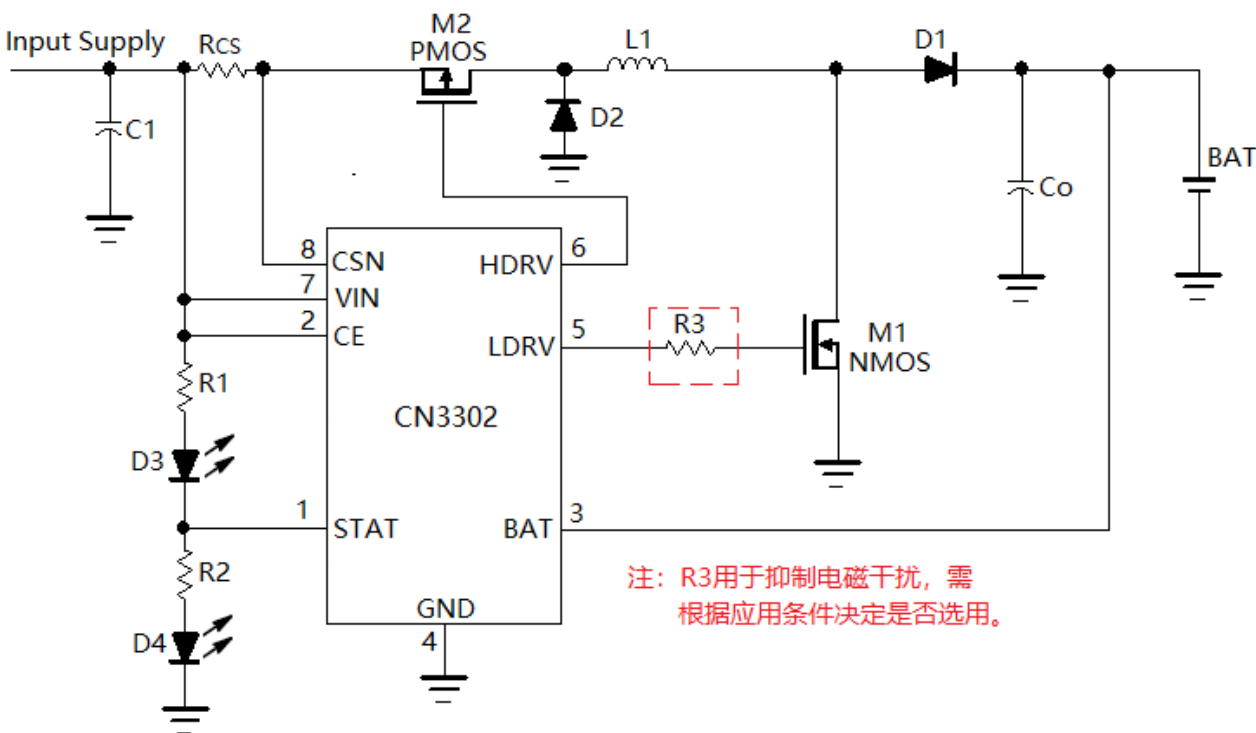 Input Supply
RCS
M2
PMOS
L1
D1
C1
D2
Co
BAT
8
CSN
HDRV
6
7
VIN
2
CE
LDRV
5
R3
M1
NMOS
R1
CN3302
D3
1
STAT
BAT
3
R2
GND
4
D4
注：R3用于抑制电磁干扰，需
根据应用条件决定是否选用。